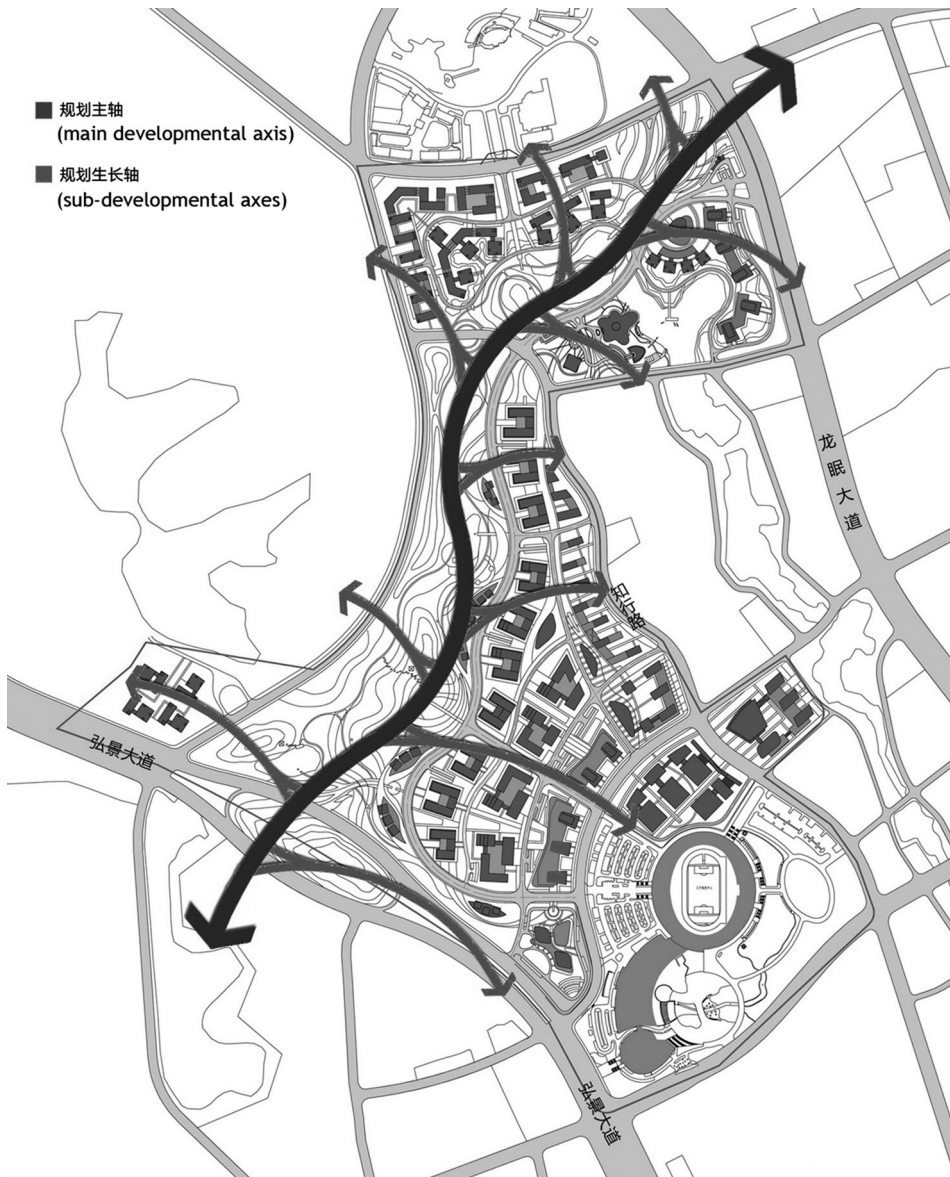 规划主轴
(main developmental axis)
规划生长轴
(sub-developmental axes)
龙眠大道
知行路
弘景大道
弘景大道